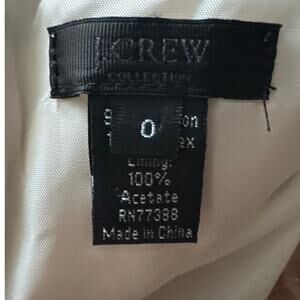 J.CREW
COLLECTION
0
Lining:
100%
Acetate
RN77388
Made in China